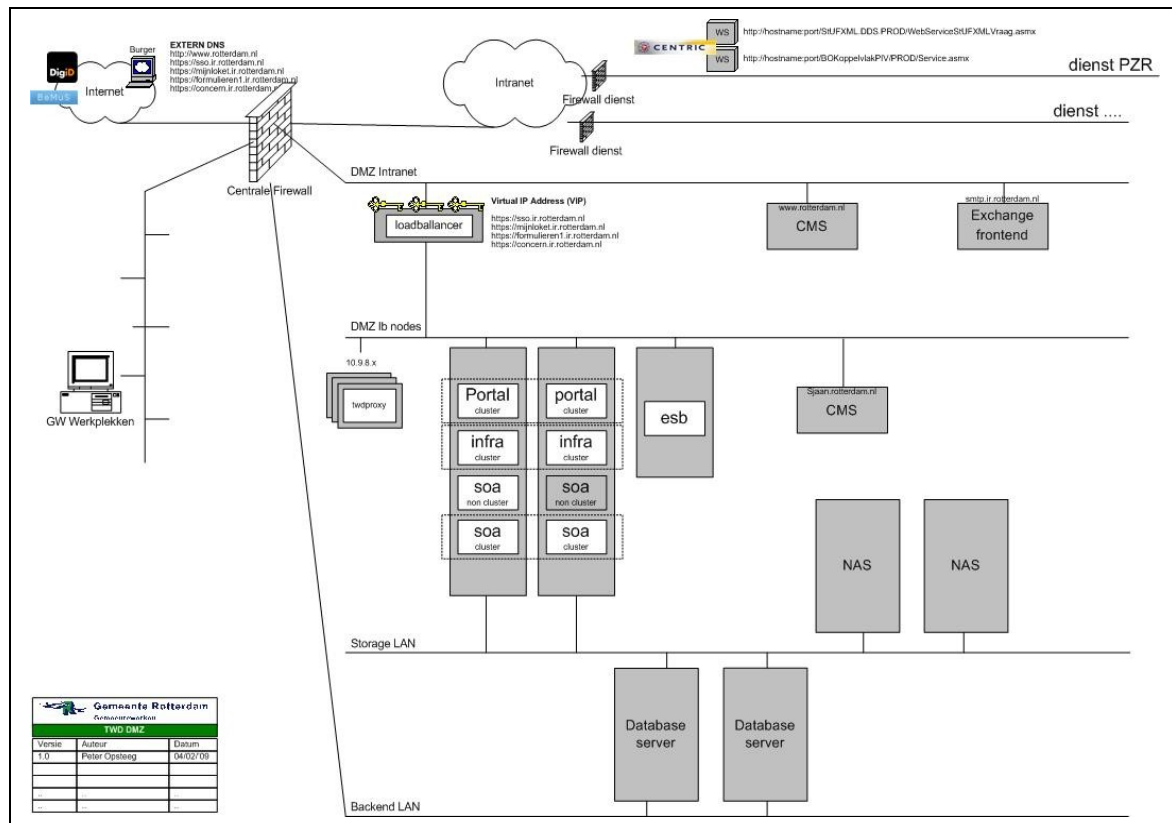 Burger
DigiD
BeMuS
Internet
EXTERN DNS
http://www.rotterdam.nl
https://sso.ir.rotterdam.nl
https://mijnloket.ir.rotterdam.nl
https://formulieren1.ir.rotterdam.nl
https://concern.ir.rotterdam.nl
Centrale Firewall
Intranet
CENTRIC
WS
http://hostname:port/StUFXML.DDS.PROD/WebServiceStUFXMLVraag.asmx
WS
http://hostname:port/BOKoppelvlakPIV/PROD/Service.asmx
dienst PZR
Firewall dienst
dienst ....
Firewall dienst
DMZ Intranet
loadballancer
Virtual IP Address (VIP)
https://sso.ir.rotterdam.nl
https://mijnloket.ir.rotterdam.nl
https://formulieren1.ir.rotterdam.nl
https://concern.ir.rotterdam.nl
www.rotterdam.nl
CMS
smtp.ir.rotterdam.nl
Exchange
frontend
DMZ lb nodes
10.9.8.x
twdproxy
Portal
cluster
portal
cluster
infra
cluster
infra
cluster
soa
non cluster
soa
non cluster
soa
cluster
soa
cluster
esb
Sjaan.rotterdam.nl
CMS
GW Werkplekken
NAS
NAS
Storage LAN
Database
server
Database
server
Backend LAN
Gemeente Rotterdam
Gemeentewerken
TWD DMZ
Versie Auteur Datum
1.0 Peter Opsteeg 04/02/'09
.. .. ..
... ... ...